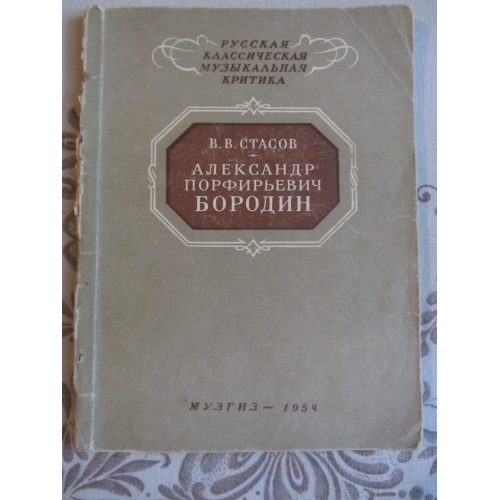 РУССКАЯ
КЛАССИЧЕСКАЯ
МУЗЫКАЛЬНАЯ
КРИТИКА
В. В. СТАСОВ
АЛЕКСАНДР
ПОРФИРЬЕВИЧ
БОРОДИН
МУЗГИЗ — 1954